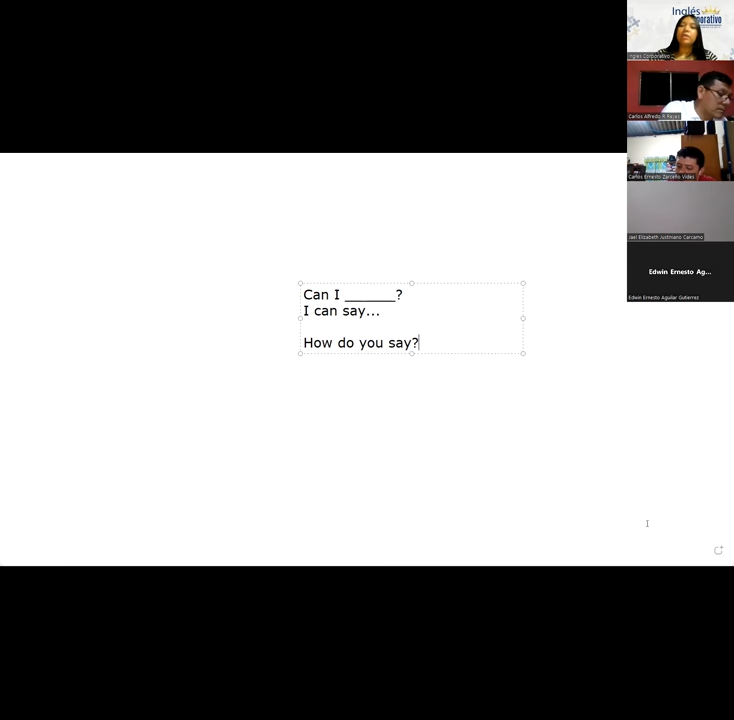 Inglés
Corporativo
Inglés Corporativo
Carlos Alfredo R Reyes
Carlos Ernesto Zarceño Vides
Jael Elizabeth Justiniano Carcamo
Edwin Ernesto Ag...
Edwin Ernesto Aguilar Gutierrez
Can I ______?
I can say...
How do you say?